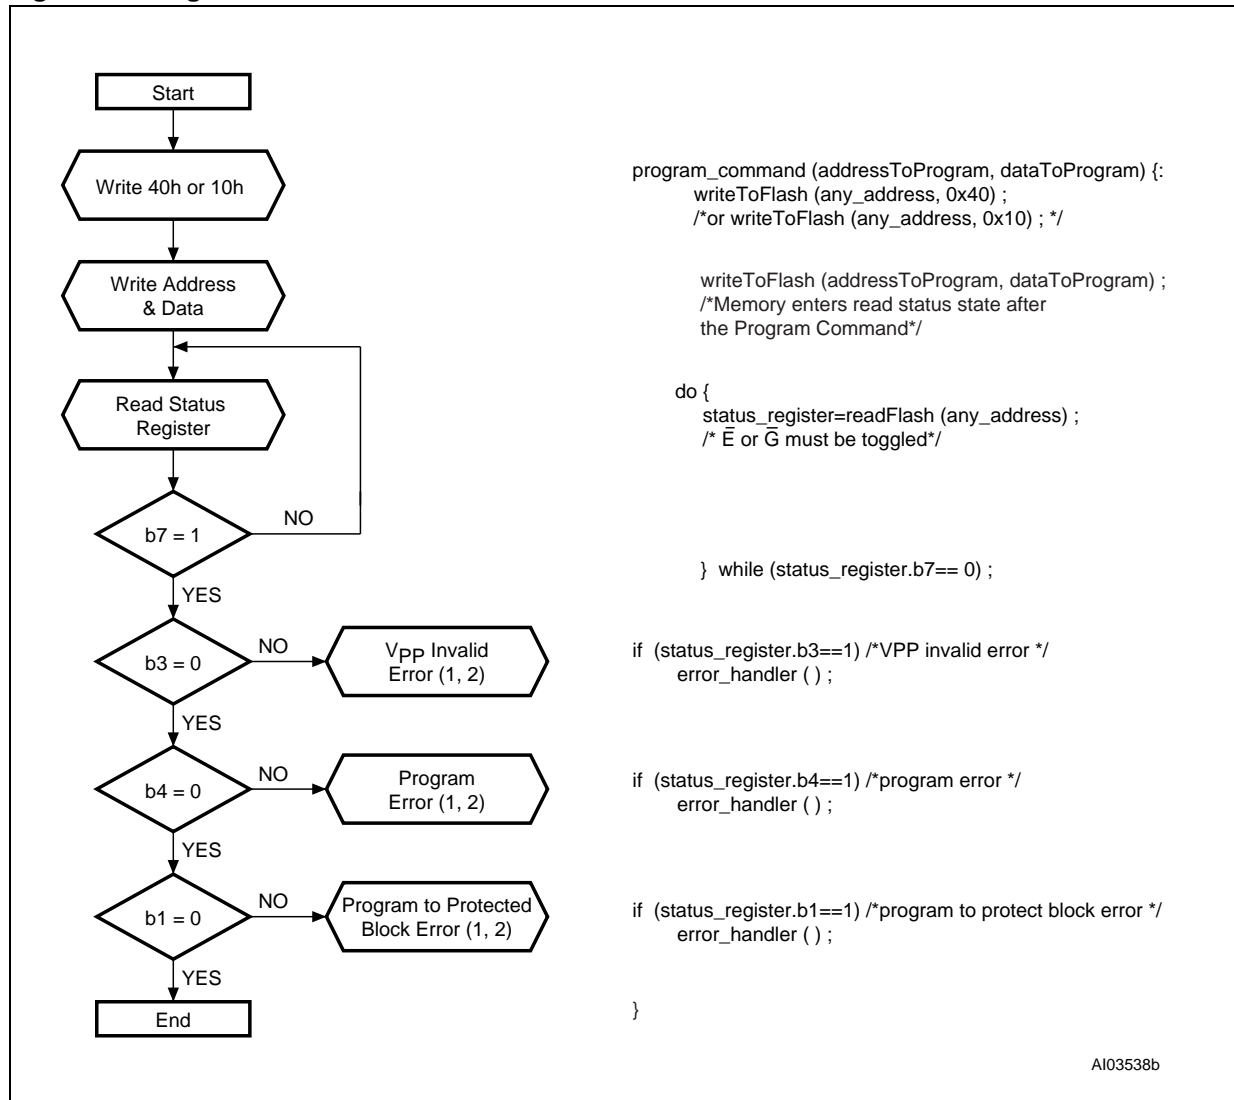 Start
Write 40h or 10h
Write Address
& Data
Read Status
Register
b7 = 1
NO
YES
b3 = 0
NO
VPP Invalid
Error (1, 2)
YES
b4 = 0
NO
Program
Error (1, 2)
YES
b1 = 0
NO
Program to Protected
Block Error (1, 2)
YES
End
program_command (addressToProgram, dataToProgram) {:
writeToFlash (any_address, 0x40) ;
/*or writeToFlash (any_address, 0x10) ; */
writeToFlash (addressToProgram, dataToProgram) ;
/*Memory enters read status state after
the Program Command*/
do {
status_register=readFlash (any_address) ;
/* E̅ or G̅ must be toggled*/
} while (status_register.b7== 0) ;
if (status_register.b3==1) /*VPP invalid error */
error_handler ( ) ;
if (status_register.b4==1) /*program error */
error_handler ( ) ;
if (status_register.b1==1) /*program to protect block error */
error_handler ( ) ;
}
AI03538b